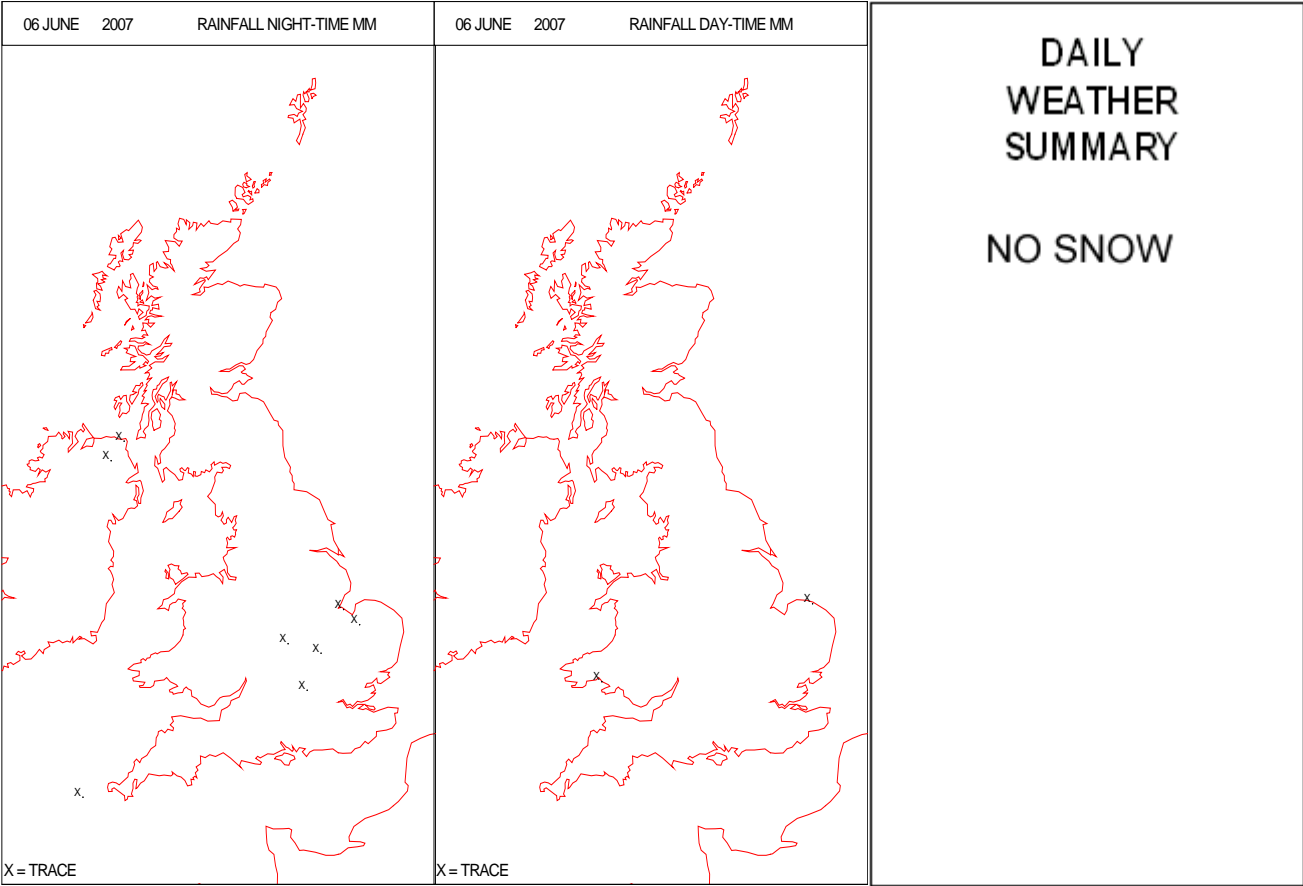 06 JUNE 2007 RAINFALL NIGHT-TIME MM
X.
X.
X.
X.
X.
X.
X.
X.
X = TRACE
06 JUNE 2007 RAINFALL DAY-TIME MM
X.
X
X = TRACE
DAILY
WEATHER
SUMMARY
NO SNOW